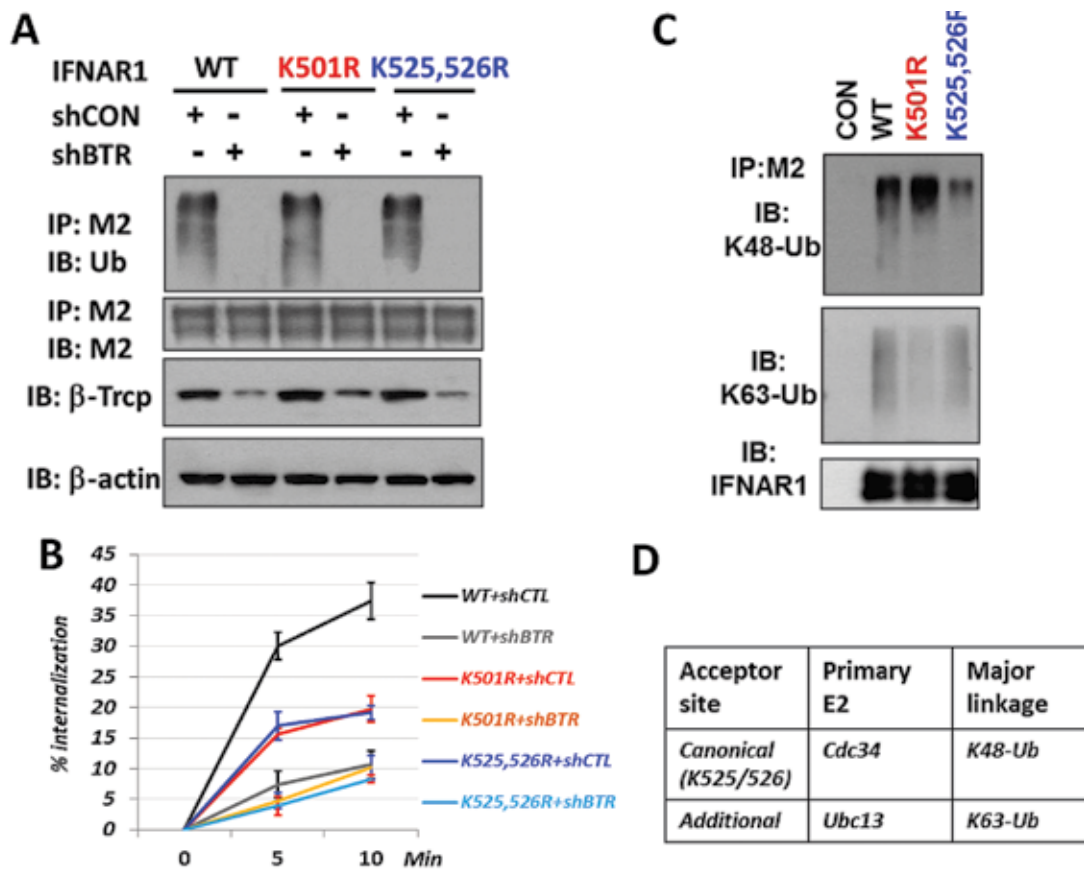 A
IFNAR1 WT K501R K525,526R
shCON + - + - + -
shBTR - + - + - +
IP: M2
IB: Ub
IP: M2
IB: M2
IB: β-Trcp
IB: β-actin
B
% internalization
45
40
35
30
25
20
15
10
5
0
0 5 10 Min
WT+shCTL
WT+shBTR
K501R+shCTL
K501R+shBTR
K525,526R+shCTL
K525,526R+shBTR
C
CON WT K501R K525,526R
IP:M2
IB:
K48-Ub
IB:
K63-Ub
IB:
IFNAR1
D
Acceptor site Primary E2 Major linkage
Canonical (K525/526) Cdc34 K48-Ub
Additional Ubc13 K63-Ub